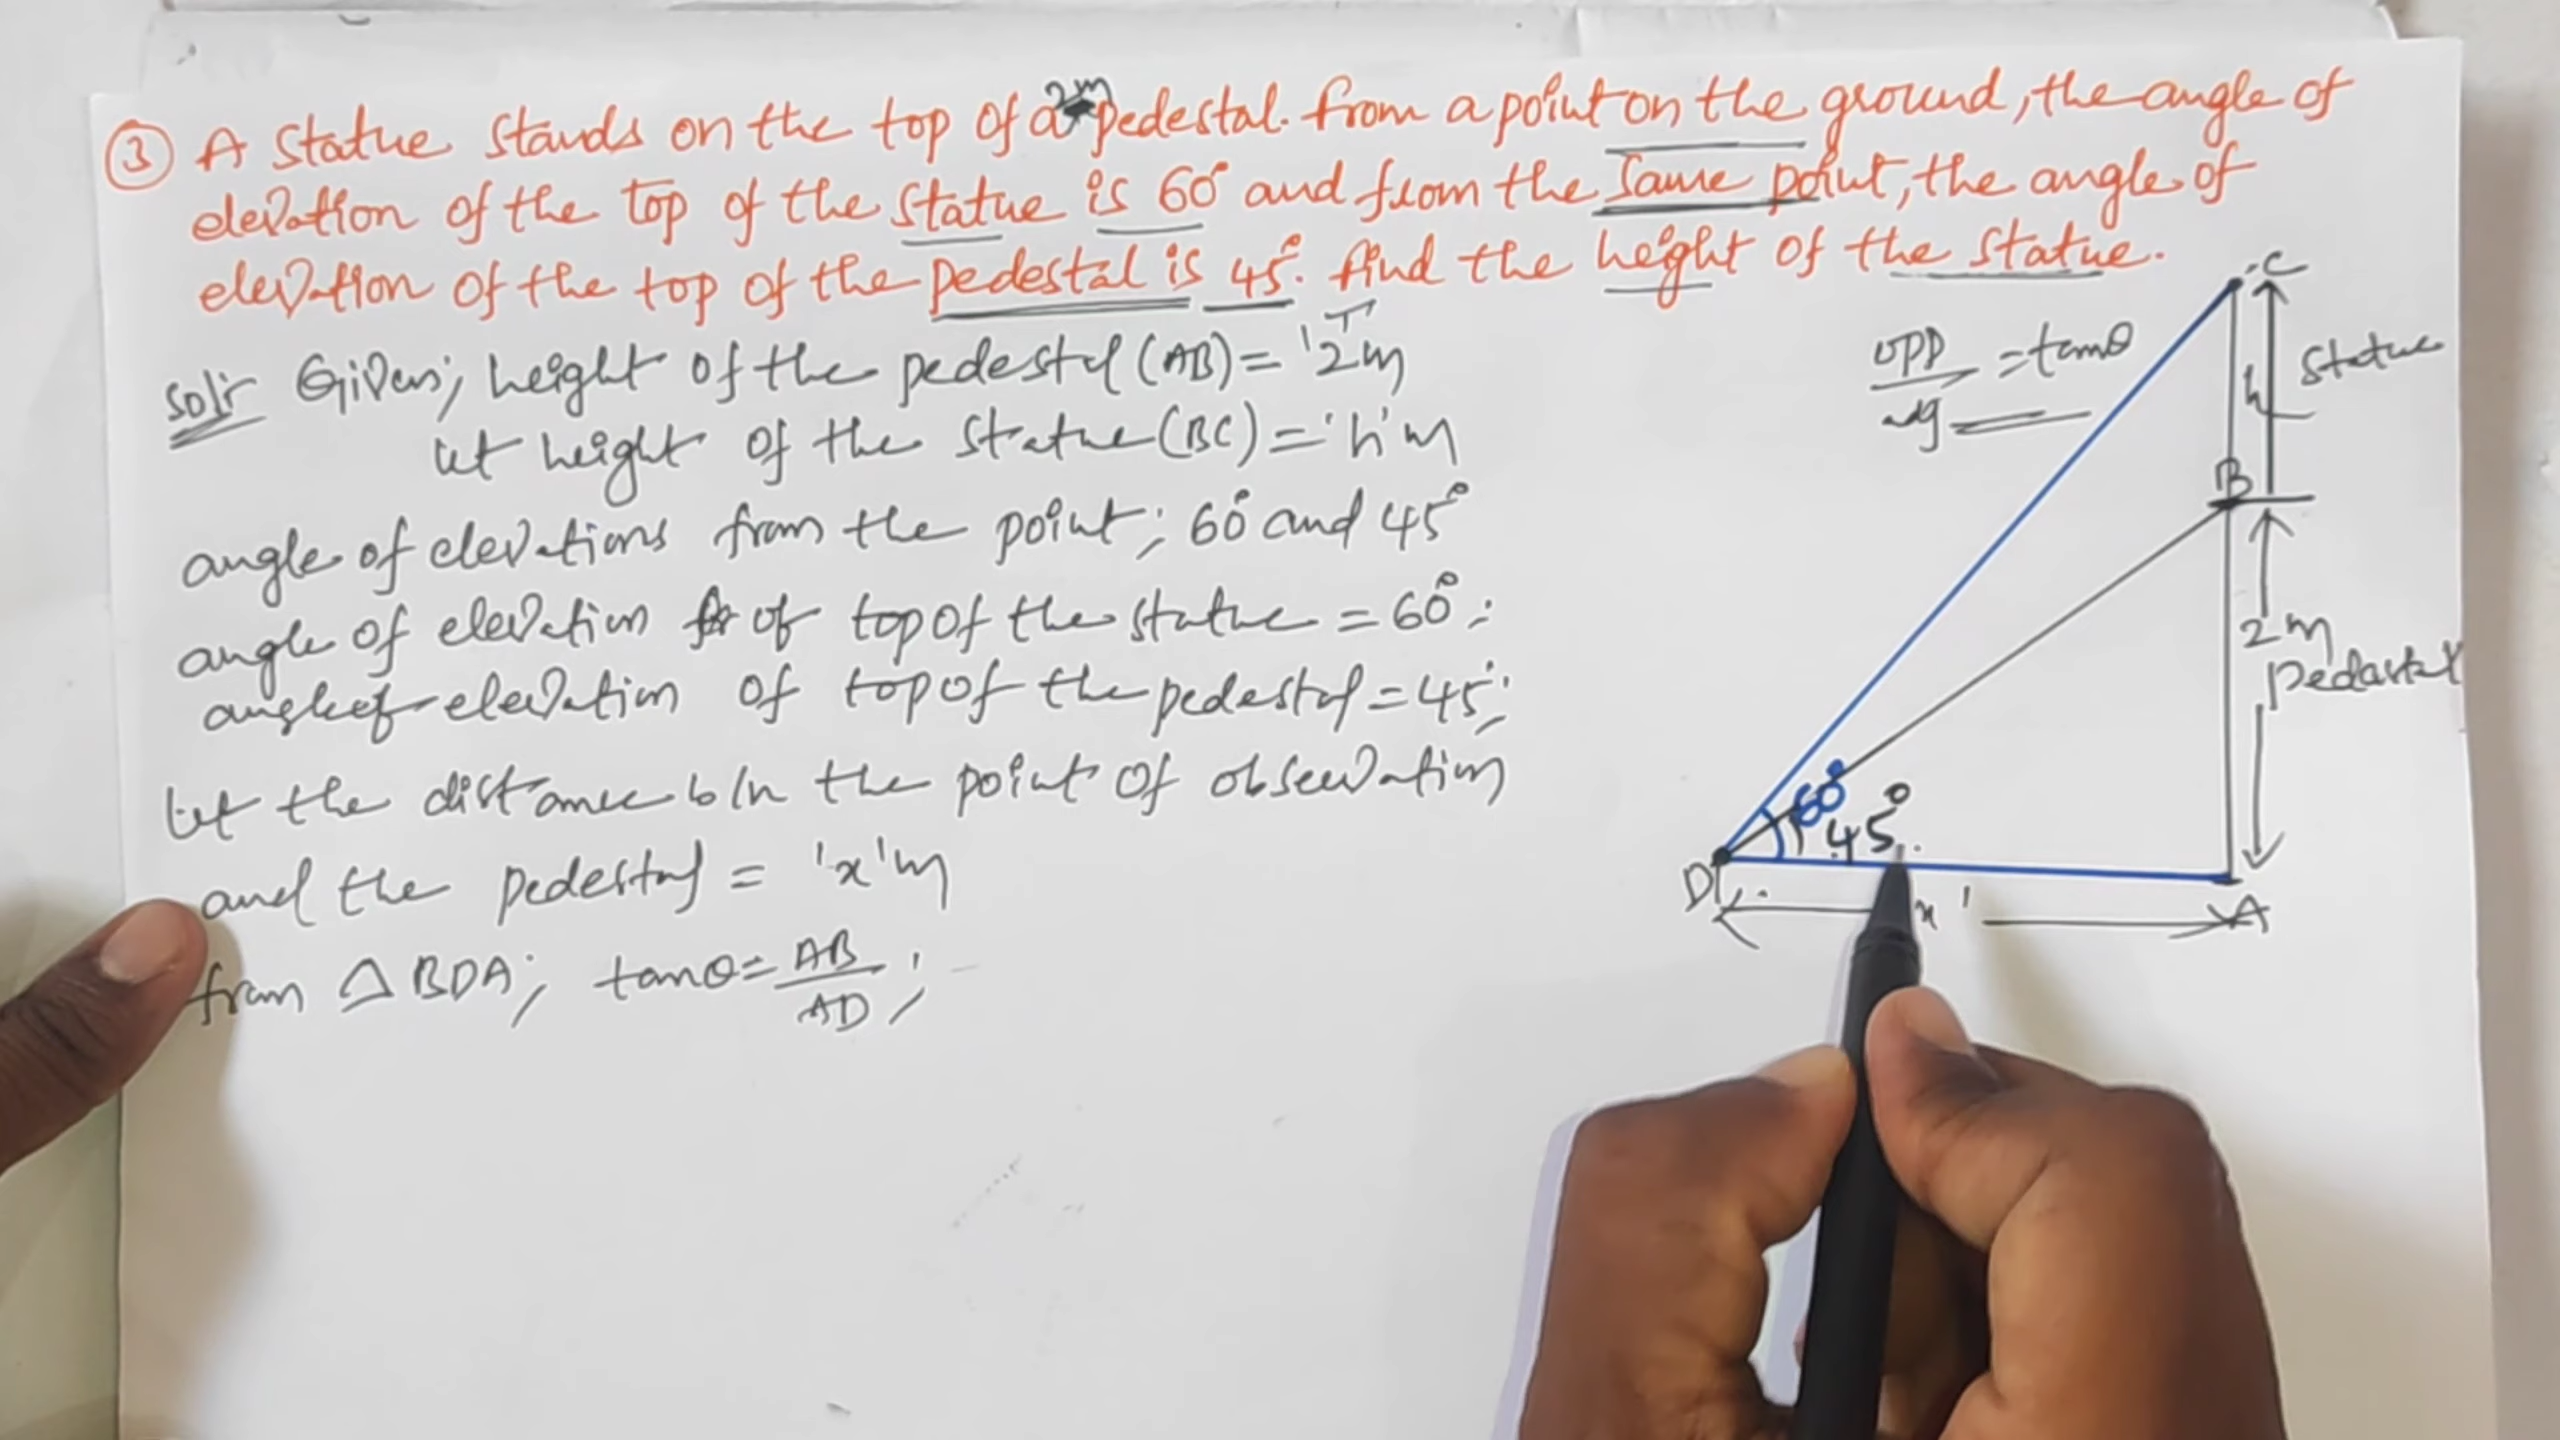 ③ A Statue Stands on the top of a 2m pedestal. from a point on the ground, the angle of
elevation of the top of the statue is 60° and from the same point, the angle of
elevation of the top of the pedestal is 45°. find the height of the statue.
Given; height of the pedestal (AB) = '2'm
let height of the statue (BC) = 'h'm
angle of elevations from the point; 60° and 45°
angle of elevation of top of the statue = 60°;
angle of elevation of top of the pedestal = 45°;
let the distance b/n the point of observation
and the pedestal = 'x'm
from △BDA; tanθ = AB/AD;
opp/adj = tanθ
C
h
Statue
B
2m
pedastal
60°
45°
D
x'
A